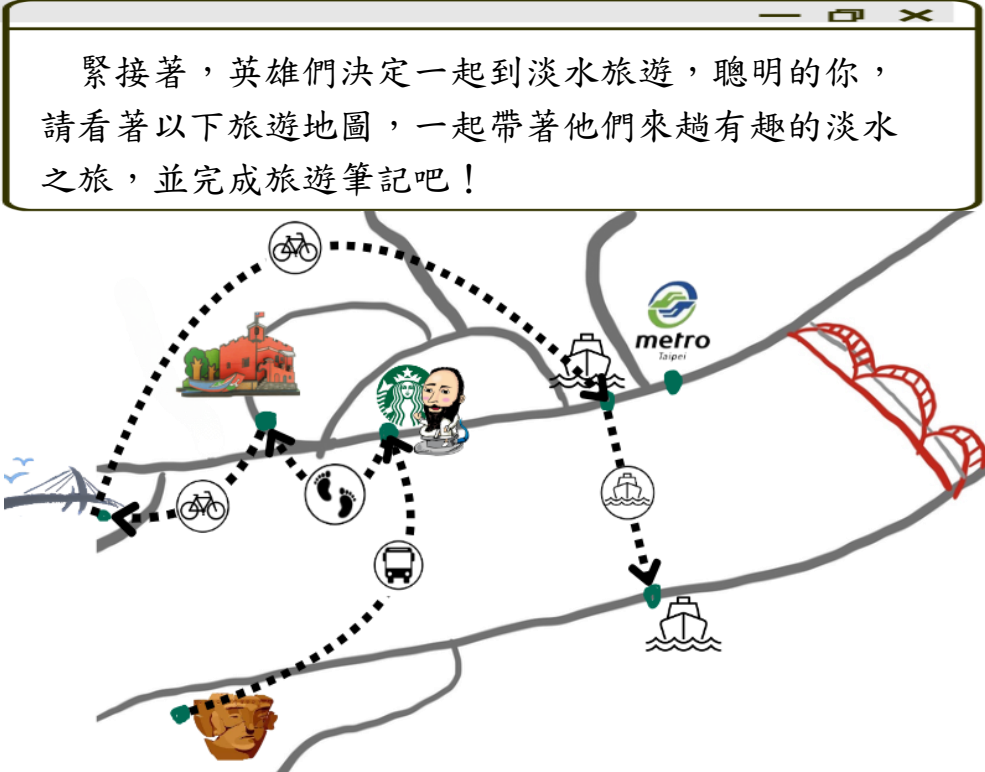 緊接著，英雄們決定一起到淡水旅遊，聰明的你，
請看著以下旅遊地圖，一起帶著他們來趟有趣的淡水
之旅，並完成旅遊筆記吧！
metro
Taipei